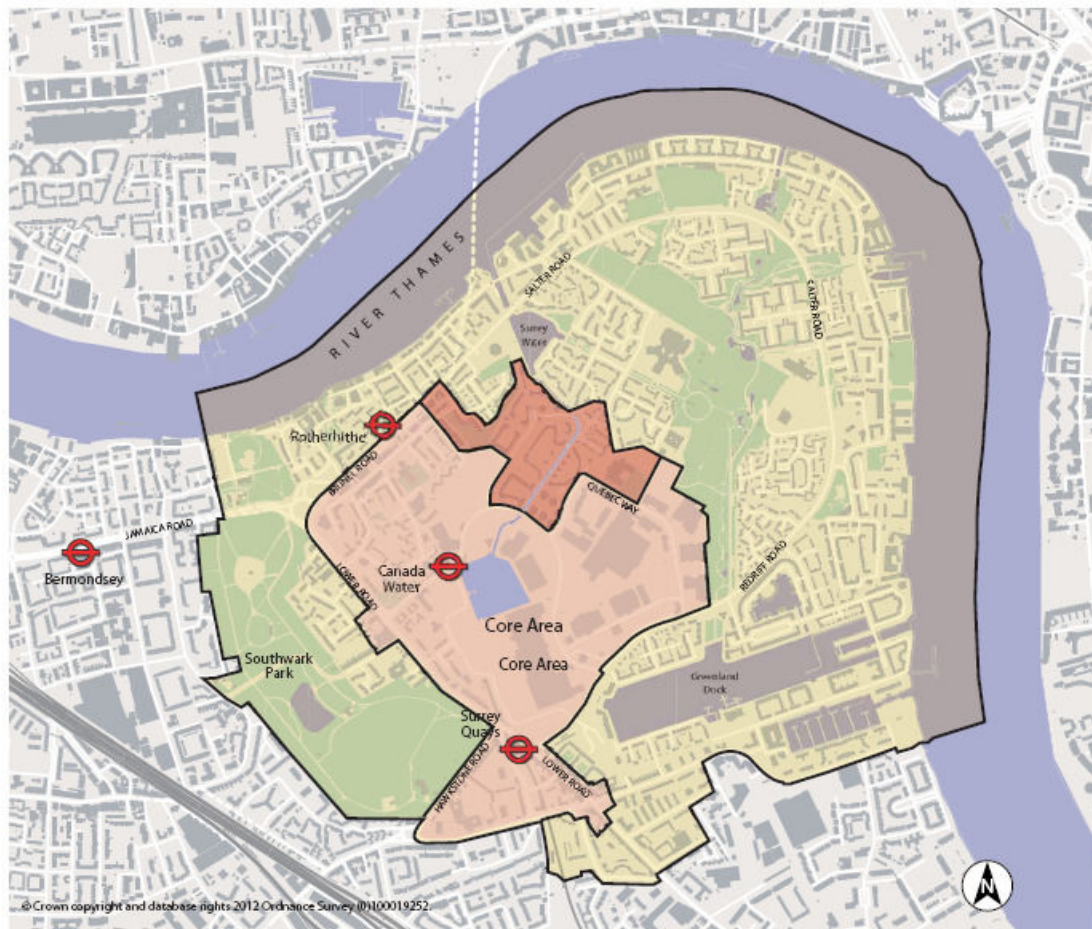 RIVER THAMES
SALTER ROAD
SALTER ROAD
Surrey
Water
Rotherhithe
BRUNEL ROAD
QUEBEC WAY
JAMAICA ROAD
Bermondsey
Canada
Water
LOWER ROAD
REDRIFF ROAD
Core Area
Core Area
Southwark
Park
Greenland
Dock
Surrey
Quays
HAWKSTONE ROAD
LOWER ROAD
N
© Crown copyright and database rights 2012 Ordnance Survey (0)100019252.